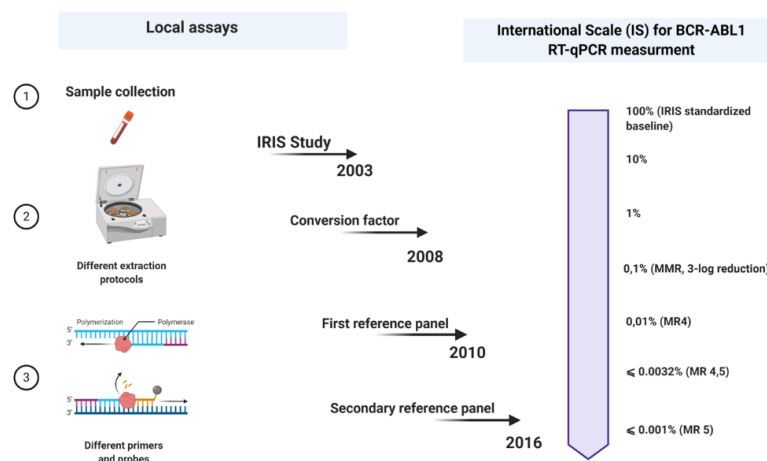 Local assays
International Scale (IS) for BCR-ABL1
RT-qPCR measurment
1
Sample collection
IRIS Study
2003
2
Different extraction
protocols
Conversion factor
2008
3
Polymerization
Polymerase
5'
3'
First reference panel
2010
5'
3'
Different primers
and probes
Secondary reference panel
2016
100% (IRIS standardized
baseline)
10%
1%
0,1% (MMR, 3-log reduction)
0,01% (MR4)
⩽ 0.0032% (MR 4,5)
⩽ 0.001% (MR 5)